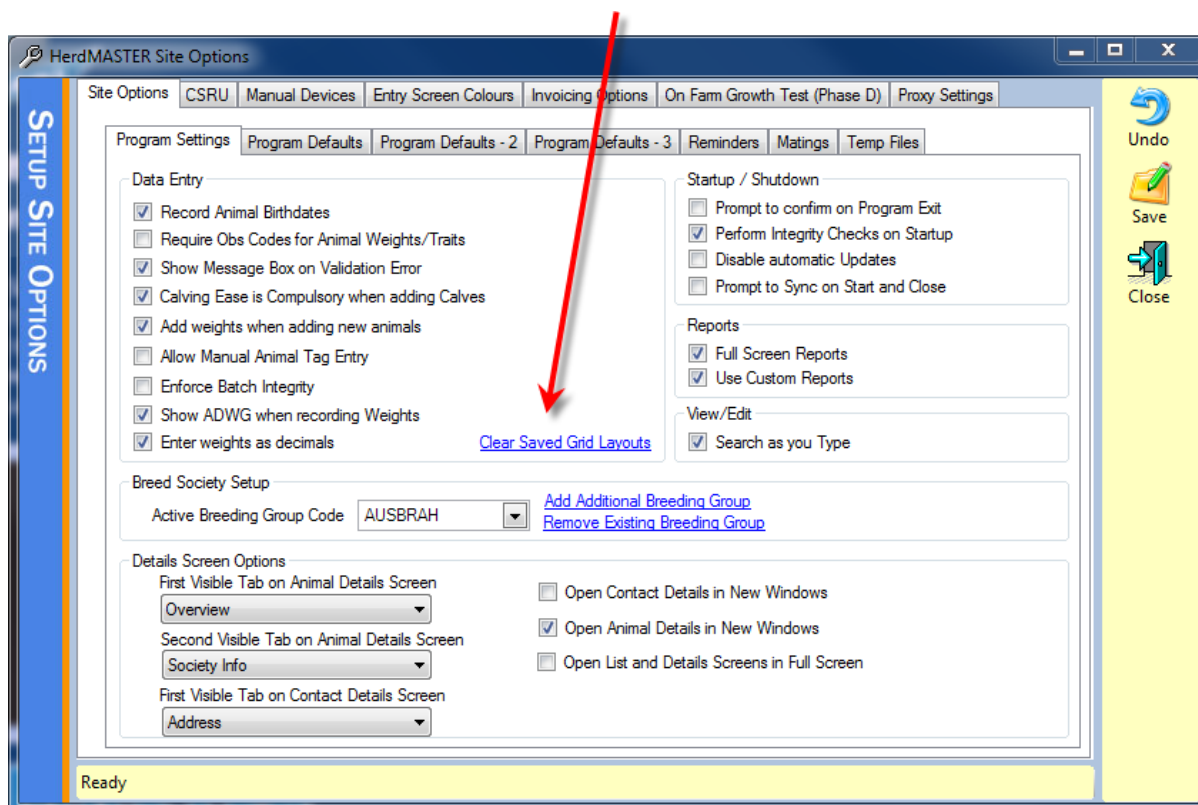 HerdMASTER Site Options
SETUP SITE OPTIONS
Site Options CSRU Manual Devices Entry Screen Colours Invoicing Options On Farm Growth Test (Phase D) Proxy Settings
Program Settings Program Defaults Program Defaults - 2 Program Defaults - 3 Reminders Matings Temp Files
Data Entry
Record Animal Birthdates
Require Obs Codes for Animal Weights/Traits
Show Message Box on Validation Error
Calving Ease is Compulsory when adding Calves
Add weights when adding new animals
Allow Manual Animal Tag Entry
Enforce Batch Integrity
Show ADWG when recording Weights
Enter weights as decimals
Clear Saved Grid Layouts
Startup / Shutdown
Prompt to confirm on Program Exit
Perform Integrity Checks on Startup
Disable automatic Updates
Prompt to Sync on Start and Close
Reports
Full Screen Reports
Use Custom Reports
View/Edit
Search as you Type
Breed Society Setup
Active Breeding Group Code AUSBRAH
Add Additional Breeding Group
Remove Existing Breeding Group
Details Screen Options
First Visible Tab on Animal Details Screen
Overview
Second Visible Tab on Animal Details Screen
Society Info
First Visible Tab on Contact Details Screen
Address
Open Contact Details in New Windows
Open Animal Details in New Windows
Open List and Details Screens in Full Screen
Undo
Save
Close
Ready